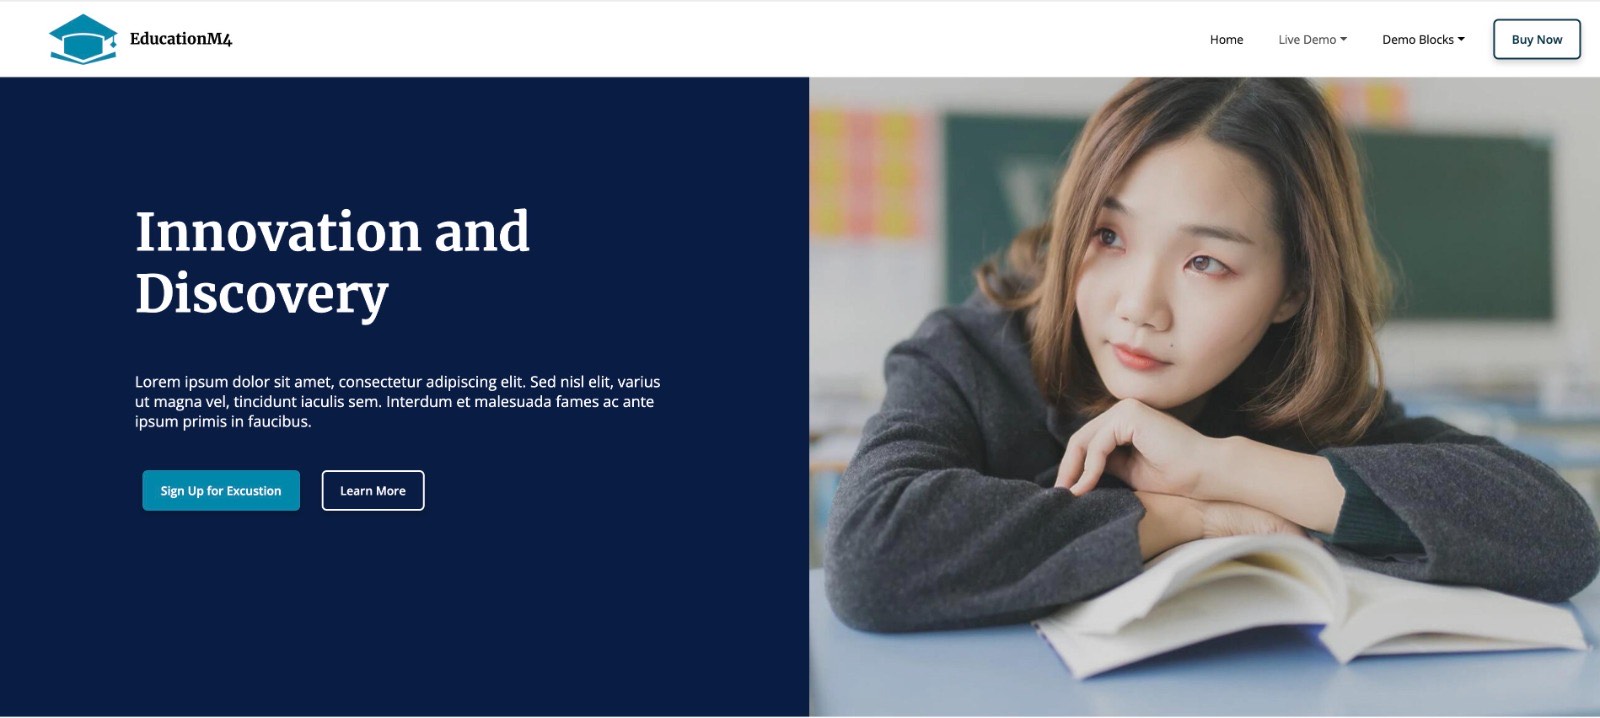 EducationM4
Home
Live Demo
Demo Blocks
Buy Now
Innovation and
Discovery
Lorem ipsum dolor sit amet, consectetur adipiscing elit. Sed nisl elit, varius
ut magna vel, tincidunt iaculis sem. Interdum et malesuada fames ac ante
ipsum primis in faucibus.
Sign Up for Excustion
Learn More